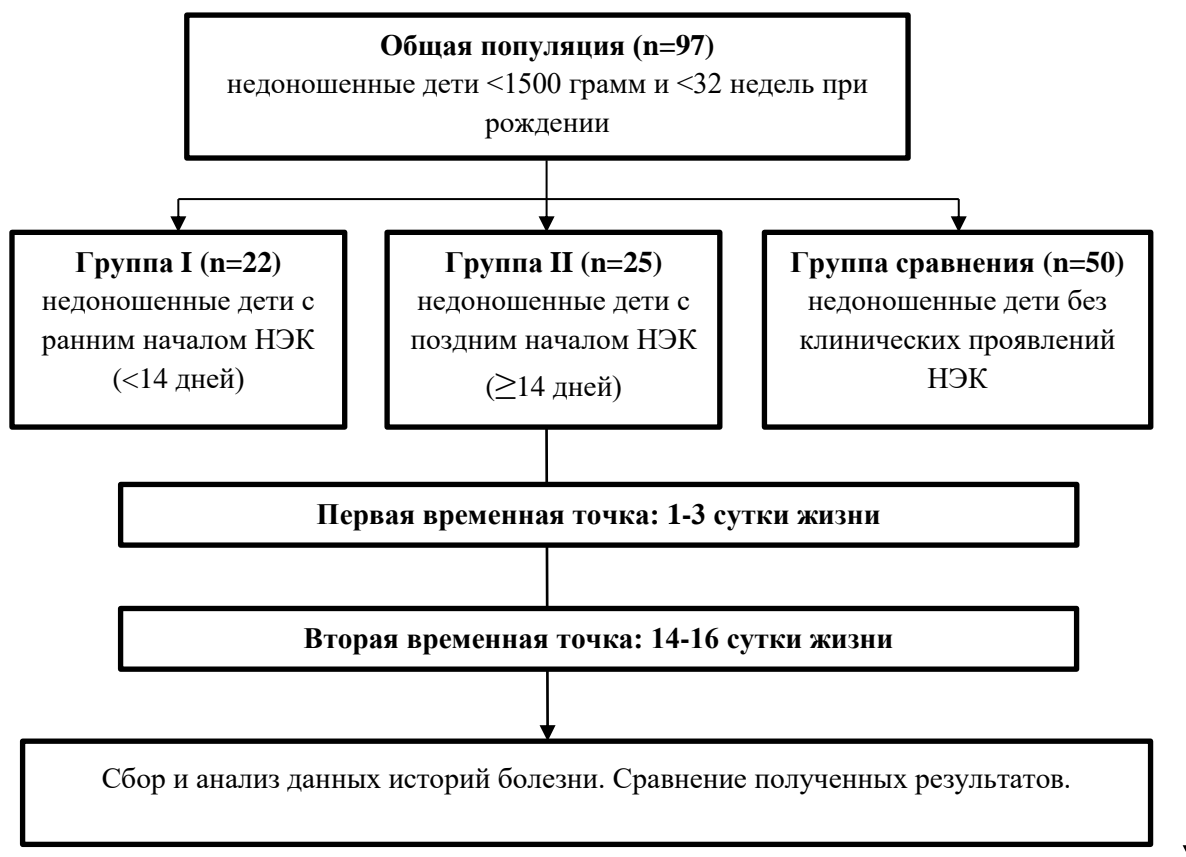 Общая популяция (n=97)
недоношенные дети <1500 грамм и <32 недель при
рождении
Группа I (n=22)
недоношенные дети с
ранним началом НЭК
(<14 дней)
Группа II (n=25)
недоношенные дети с
поздним началом НЭК
(≥14 дней)
Группа сравнения (n=50)
недоношенные дети без
клинических проявлений
НЭК
Первая временная точка: 1-3 сутки жизни
Вторая временная точка: 14-16 сутки жизни
Сбор и анализ данных историй болезни. Сравнение полученных результатов.